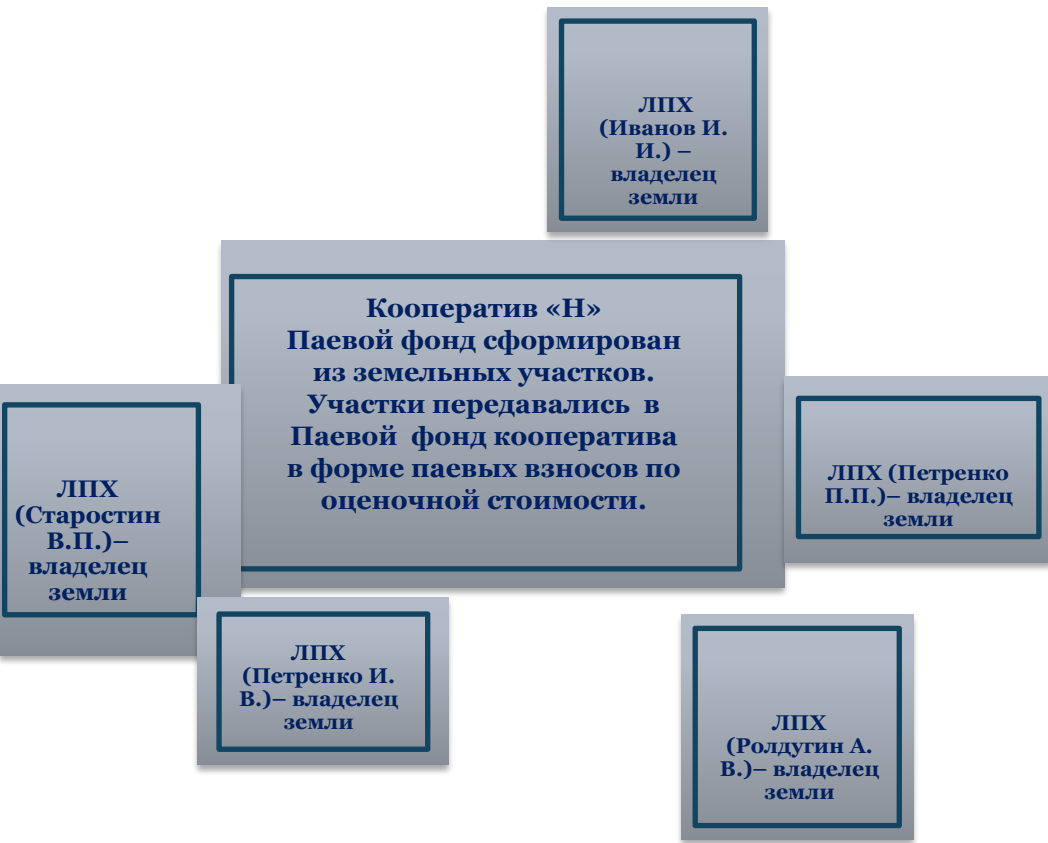 ЛПХ
(Иванов И.
И.) –
владелец
земли
Кооператив «Н»
Паевой фонд сформирован
из земельных участков.
Участки передавались в
Паевой фонд кооператива
в форме паевых взносов по
оценочной стоимости.
ЛПХ
(Старостин
В.П.)–
владелец
земли
ЛПХ (Петренко
П.П.)– владелец
земли
ЛПХ
(Петренко И.
В.)– владелец
земли
ЛПХ
(Ролдугин А.
В.)– владелец
земли